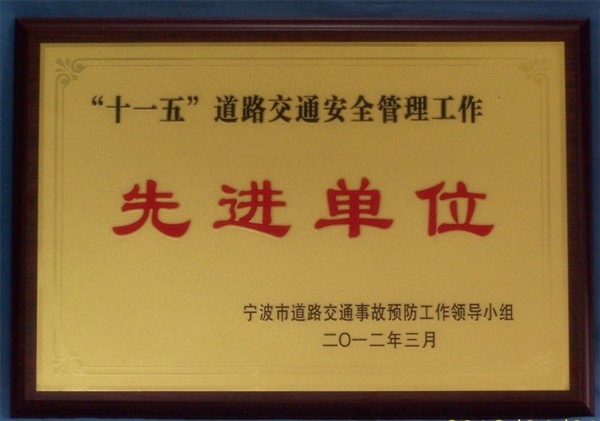 “十一五”道路交通安全管理工作
先进单位
宁波市道路交通事故预防工作领导小组
二〇一二年三月